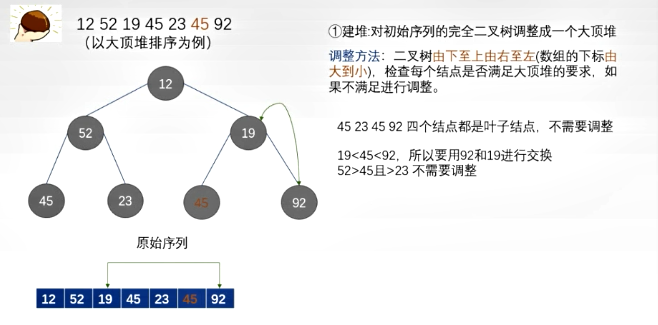 12 52 19 45 23 45 92
（以大顶堆排序为例）
①建堆:对初始序列的完全二叉树调整成一个大顶堆
调整方法：二叉树由下至上由右至左(数组的下标由
大到小)，检查每个结点是否满足大顶堆的要求，如
果不满足进行调整。
45 23 45 92 四个结点都是叶子结点，不需要调整
19<45<92，所以要用92和19进行交换
52>45且>23 不需要调整
12
52 19
45 23 45 92
原始序列
12 52 19 45 23 45 92